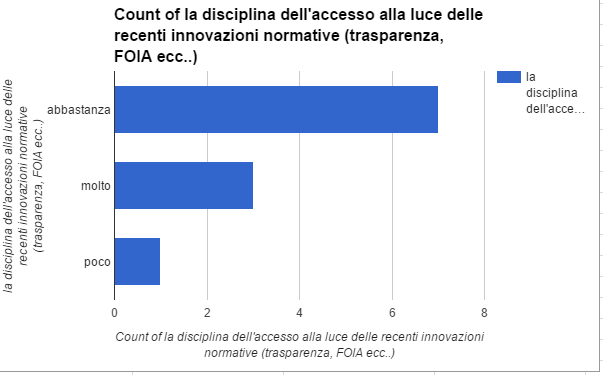 Count of la disciplina dell'accesso alla luce delle
recenti innovazioni normative (trasparenza,
FOIA ecc..)
la disciplina dell'accesso alla luce delle
recenti innovazioni normative
(trasparenza, FOIA ecc..)
abbastanza
molto
poco
0
2
4
6
8
Count of la disciplina dell'accesso alla luce delle recenti innovazioni
normative (trasparenza, FOIA ecc..)
la
disciplina
dell'acce…